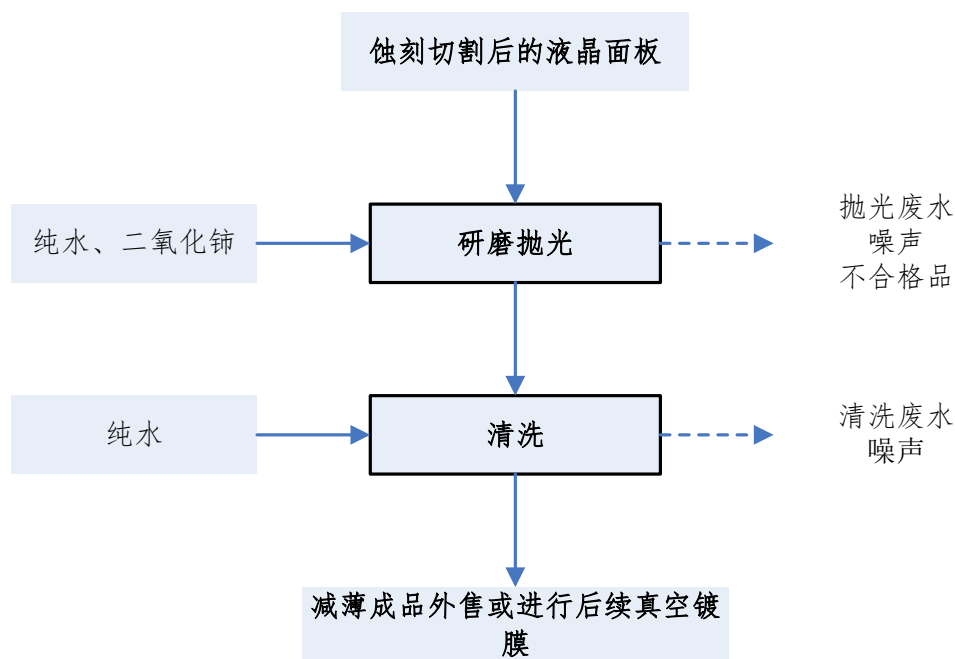 蚀刻切割后的液晶面板
纯水、二氧化铈
研磨抛光
抛光废水
噪声
不合格品
纯水
清洗
清洗废水
噪声
减薄成品外售或进行后续真空镀
膜